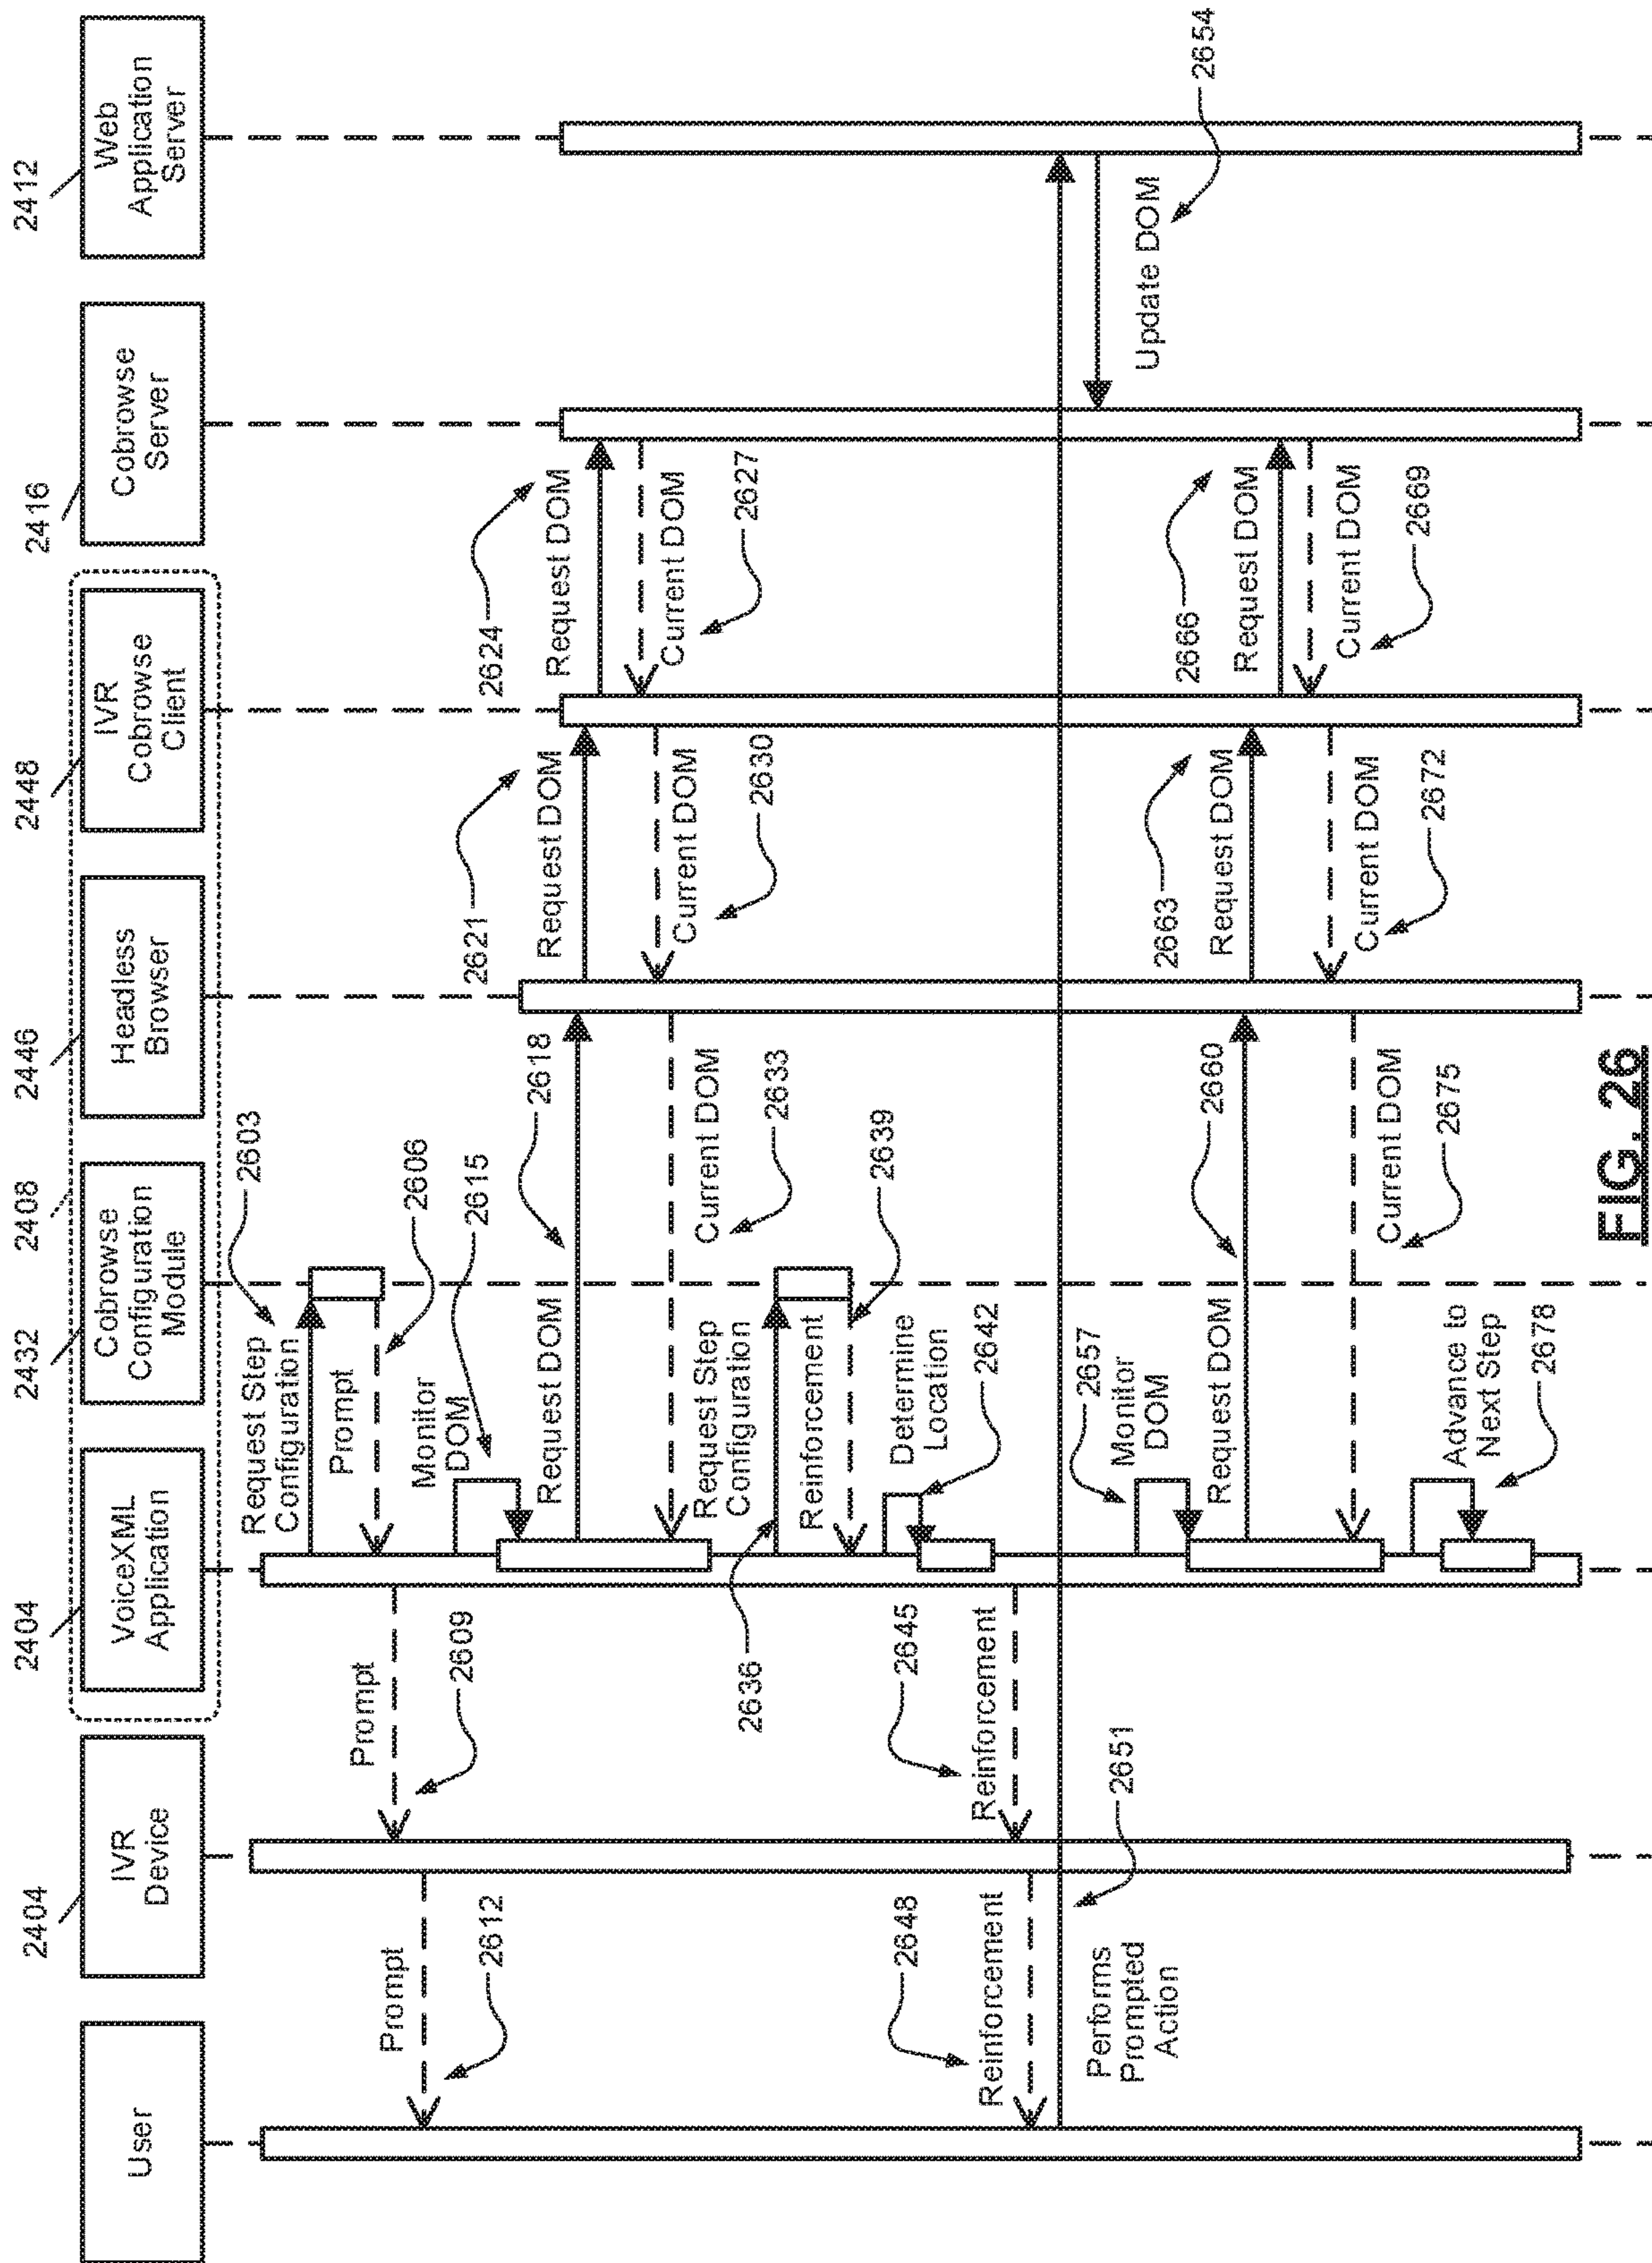 User
2404
IVR
Device
2404
VoiceXML
Application
2432
Cobrowse
Configuration
Module
2408
2446
Headless
Browser
2448
IVR
Cobrowse
Client
2416
Cobrowse
Server
2412
Web
Application
Server
Request Step
Configuration
2603
Prompt
2606
Prompt
2609
Prompt
2612
Monitor
DOM
2615
Request DOM
2618
Request DOM
2621
Request DOM
2624
Current DOM
2627
Current DOM
2630
Current DOM
2633
Request Step
Configuration
2636
Reinforcement
2639
Determine
Location
2642
Reinforcement
2645
Reinforcement
2648
Performs
Prompted
Action
2651
Update DOM
2654
Monitor
DOM
2657
Request DOM
2660
Request DOM
2663
Request DOM
2666
Current DOM
2669
Current DOM
2672
Current DOM
2675
Advance to
Next Step
2678
FIG. 26